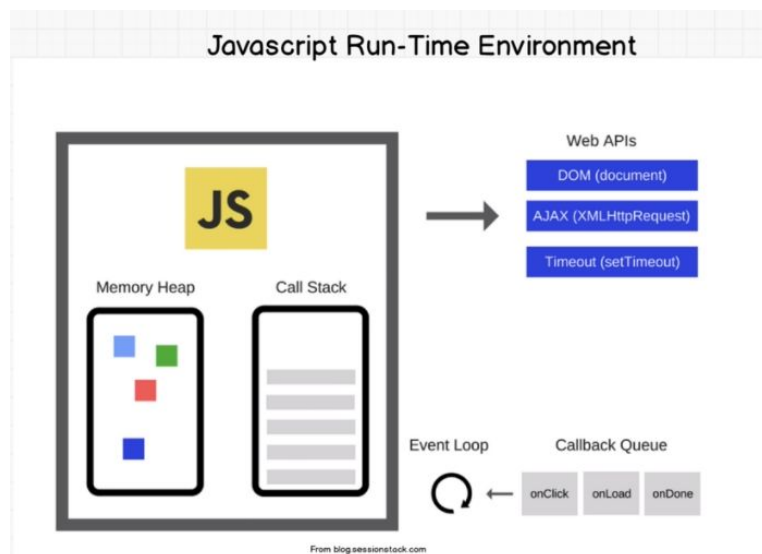 Javascript Run-Time Environment
Web APIs
DOM (document)
JS
AJAX (XMLHttpRequest)
Timeout (setTimeout)
Memory Heap
Call Stack
Event Loop
Callback Queue
onClick
onLoad
onDone
From blog.sessionstack.com